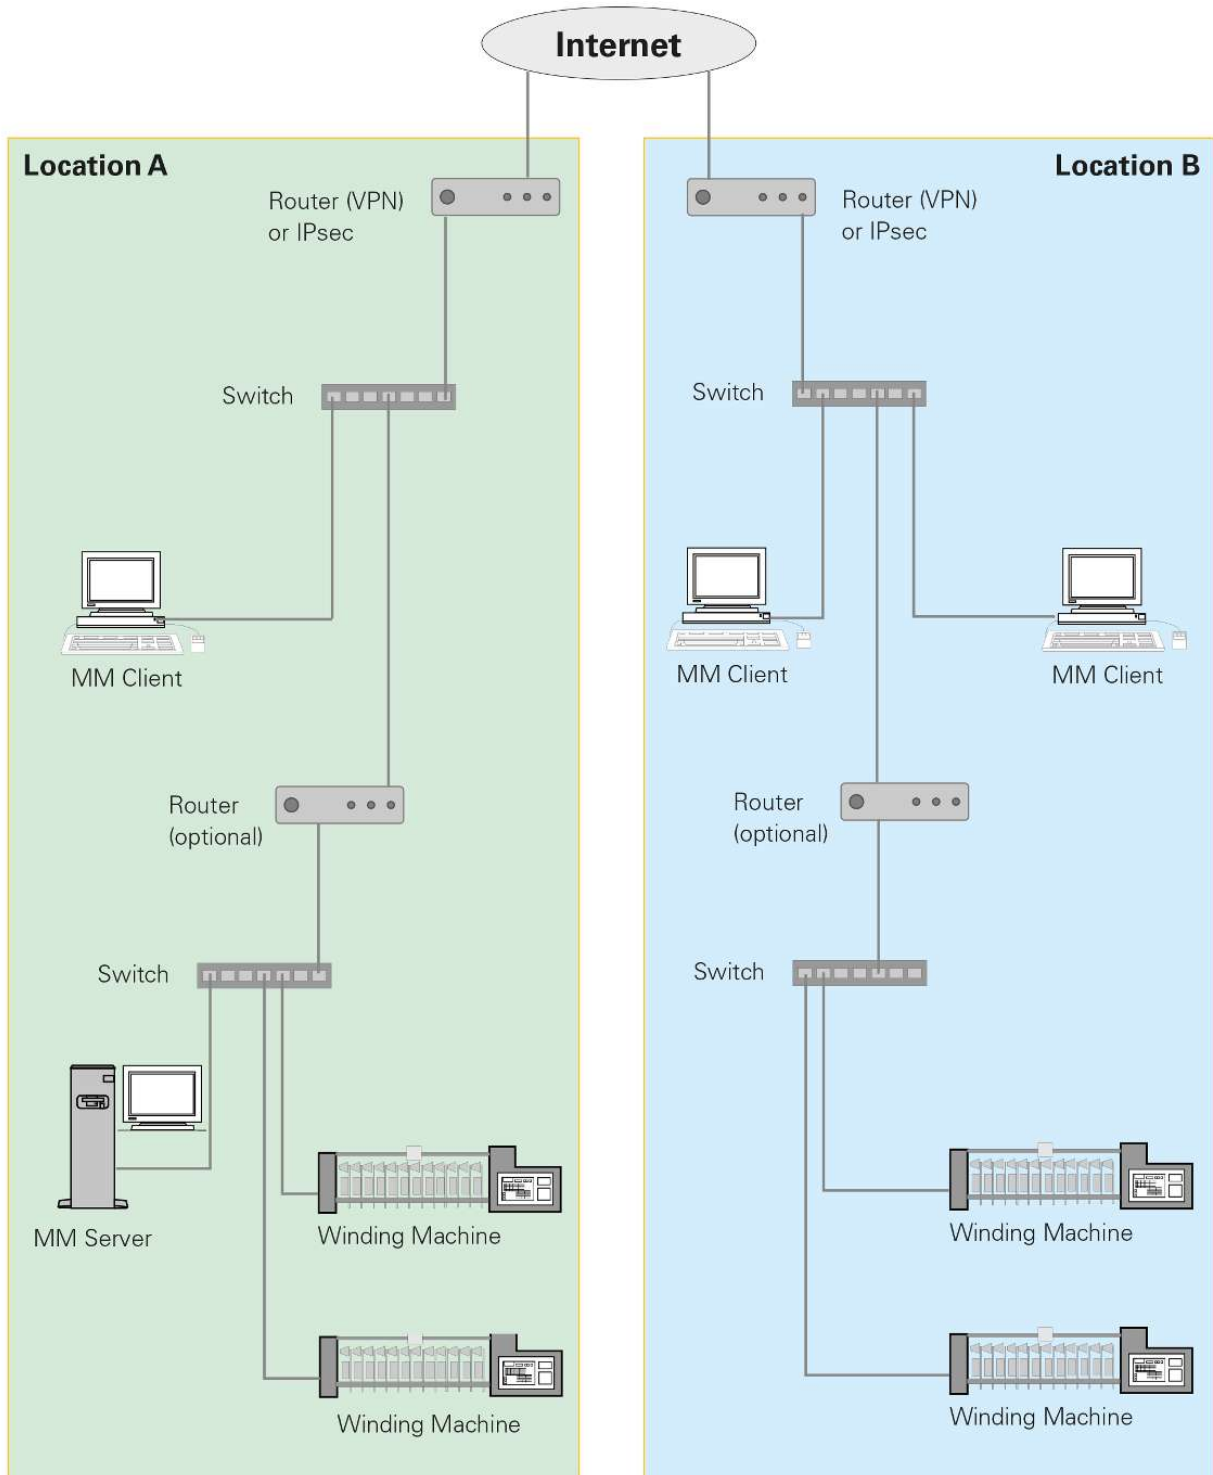 Internet
Location A
Router (VPN)
or IPsec
Switch
MM Client
Router
(optional)
Switch
MM Server
Winding Machine
Winding Machine
Location B
Router (VPN)
or IPsec
Switch
MM Client
MM Client
Router
(optional)
Switch
Winding Machine
Winding Machine